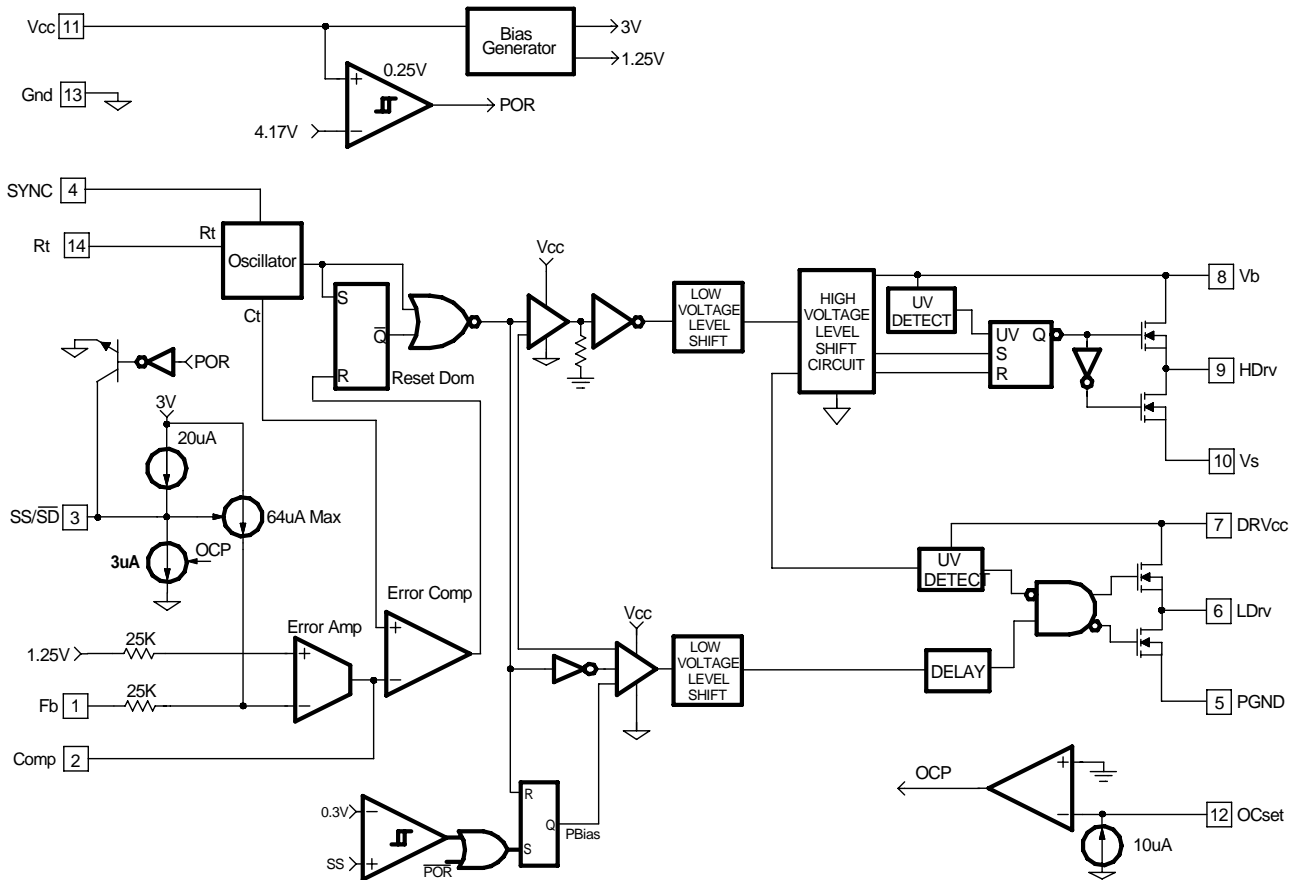 Vcc 11
Bias
Generator
3V
1.25V
0.25V
+
−
POR
4.17V
Gnd 13
SYNC 4
Rt 14
Rt
Oscillator
Ct
S
Q
R
Reset Dom
POR
3V
20uA
64uA Max
SS/SD 3
3uA
OCP
Error Comp
+
−
Error Amp
1.25V
25K
+
−
Fb 1
25K
Comp 2
0.3V
−
SS
+
POR
R
Q
S
PBias
Vcc
LOW
VOLTAGE
LEVEL
SHIFT
HIGH
VOLTAGE
LEVEL
SHIFT
CIRCUIT
UV
DETECT
UV
Q
S
R
8 Vb
9 HDrv
10 Vs
Vcc
LOW
VOLTAGE
LEVEL
SHIFT
UV
DETECT
DELAY
7 DRVcc
6 LDrv
5 PGND
OCP
+
−
12 OCset
10uA